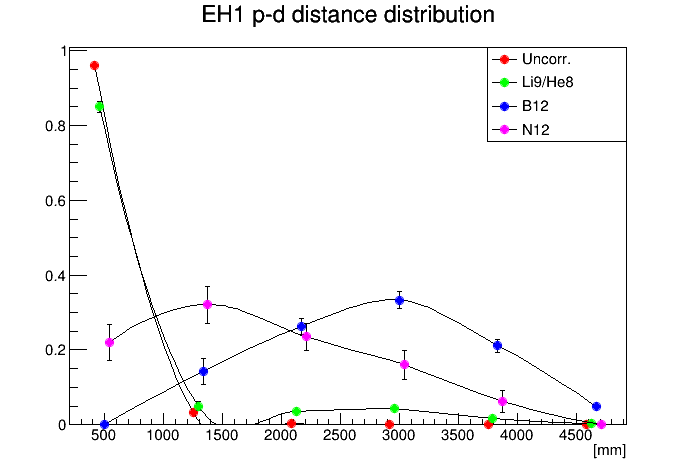 EH1 p-d distance distribution
1
0.8
0.6
0.4
0.2
0
500 1000 1500 2000 2500 3000 3500 4000 4500
[mm]
Uncorr.
Li9/He8
B12
N12